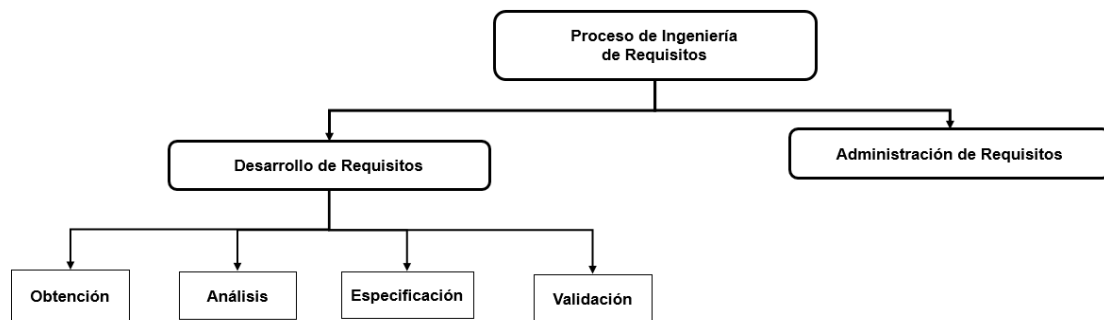 Proceso de Ingeniería
de Requisitos
Desarrollo de Requisitos
Administración de Requisitos
Obtención
Análisis
Especificación
Validación